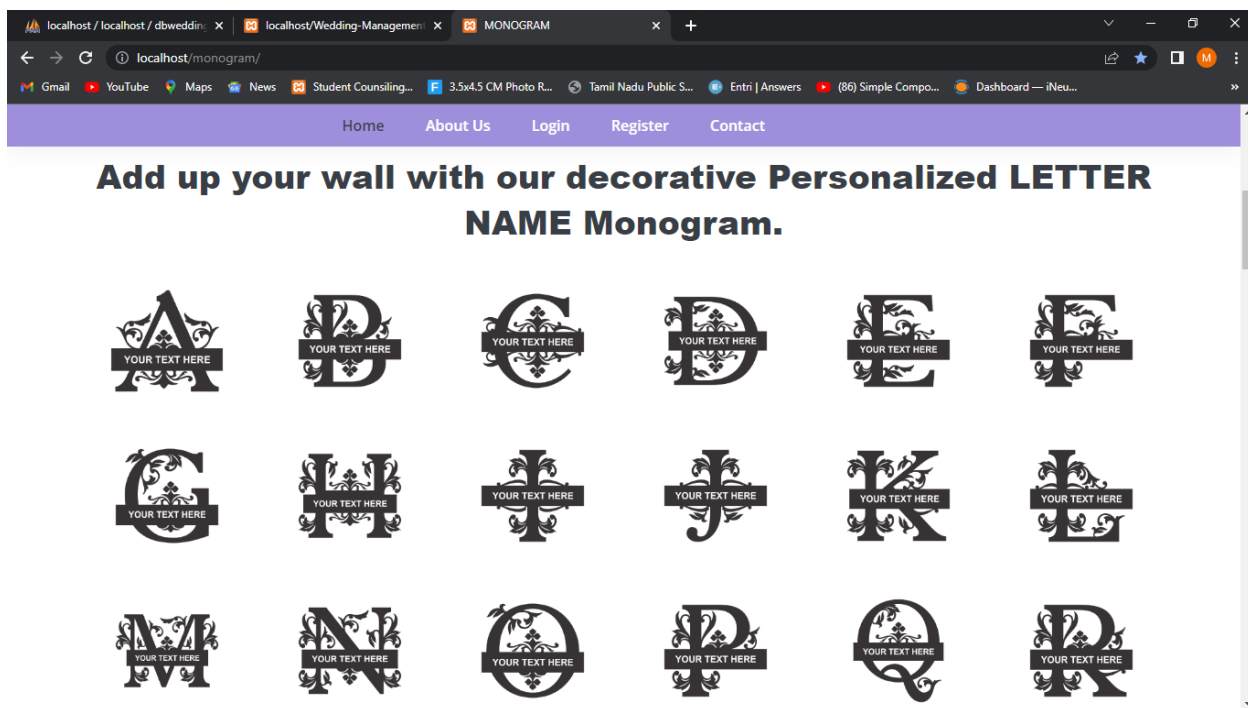 localhost / localhost / dbwedding
localhost/Wedding-Management
MONOGRAM
localhost/monogram/
M
Gmail
YouTube
Maps
News
Student Counsiling...
3.5x4.5 CM Photo R...
Tamil Nadu Public S...
Entri | Answers
(86) Simple Compo...
Dashboard — iNeu...
Home About Us Login Register Contact
Add up your wall with our decorative Personalized LETTER
NAME Monogram.
A B C D E F
YOUR TEXT HERE YOUR TEXT HERE YOUR TEXT HERE YOUR TEXT HERE YOUR TEXT HERE YOUR TEXT HERE
G H I J K L
YOUR TEXT HERE YOUR TEXT HERE YOUR TEXT HERE YOUR TEXT HERE YOUR TEXT HERE YOUR TEXT HERE
M N O P Q R
YOUR TEXT HERE YOUR TEXT HERE YOUR TEXT HERE YOUR TEXT HERE YOUR TEXT HERE YOUR TEXT HERE